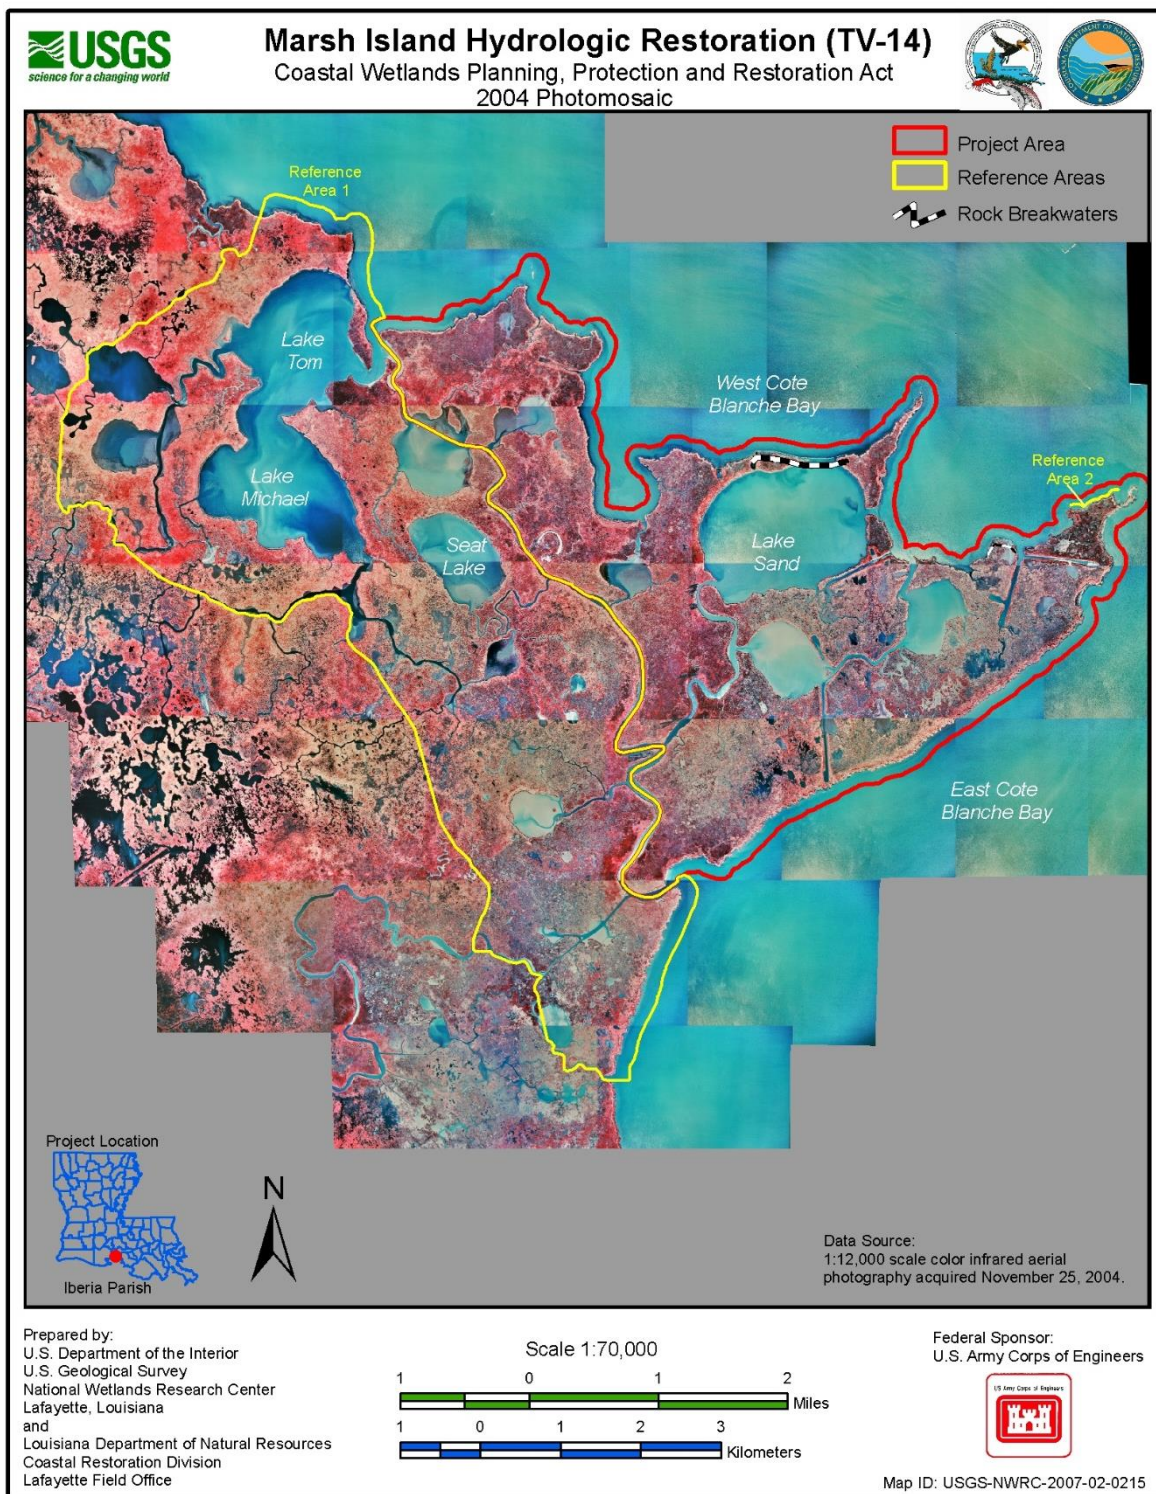 USGS
science for a changing world
Marsh Island Hydrologic Restoration (TV-14)
Coastal Wetlands Planning, Protection and Restoration Act
2004 Photomosaic
Project Area
Reference Areas
Rock Breakwaters
Reference
Area 1
Lake
Tom
West Cote
Blanche Bay
Reference
Area 2
Lake
Michael
Seat
Lake
Lake
Sand
East Cote
Blanche Bay
Project Location
Iberia Parish
N
Data Source:
1:12,000 scale color infrared aerial
photography acquired November 25, 2004.
Prepared by:
U.S. Department of the Interior
U.S. Geological Survey
National Wetlands Research Center
Lafayette, Louisiana
and
Louisiana Department of Natural Resources
Coastal Restoration Division
Lafayette Field Office
Scale 1:70,000
1 0 1 2
Miles
1 0 1 2 3
Kilometers
Federal Sponsor:
U.S. Army Corps of Engineers
US Army Corps of Engineers
Map ID: USGS-NWRC-2007-02-0215